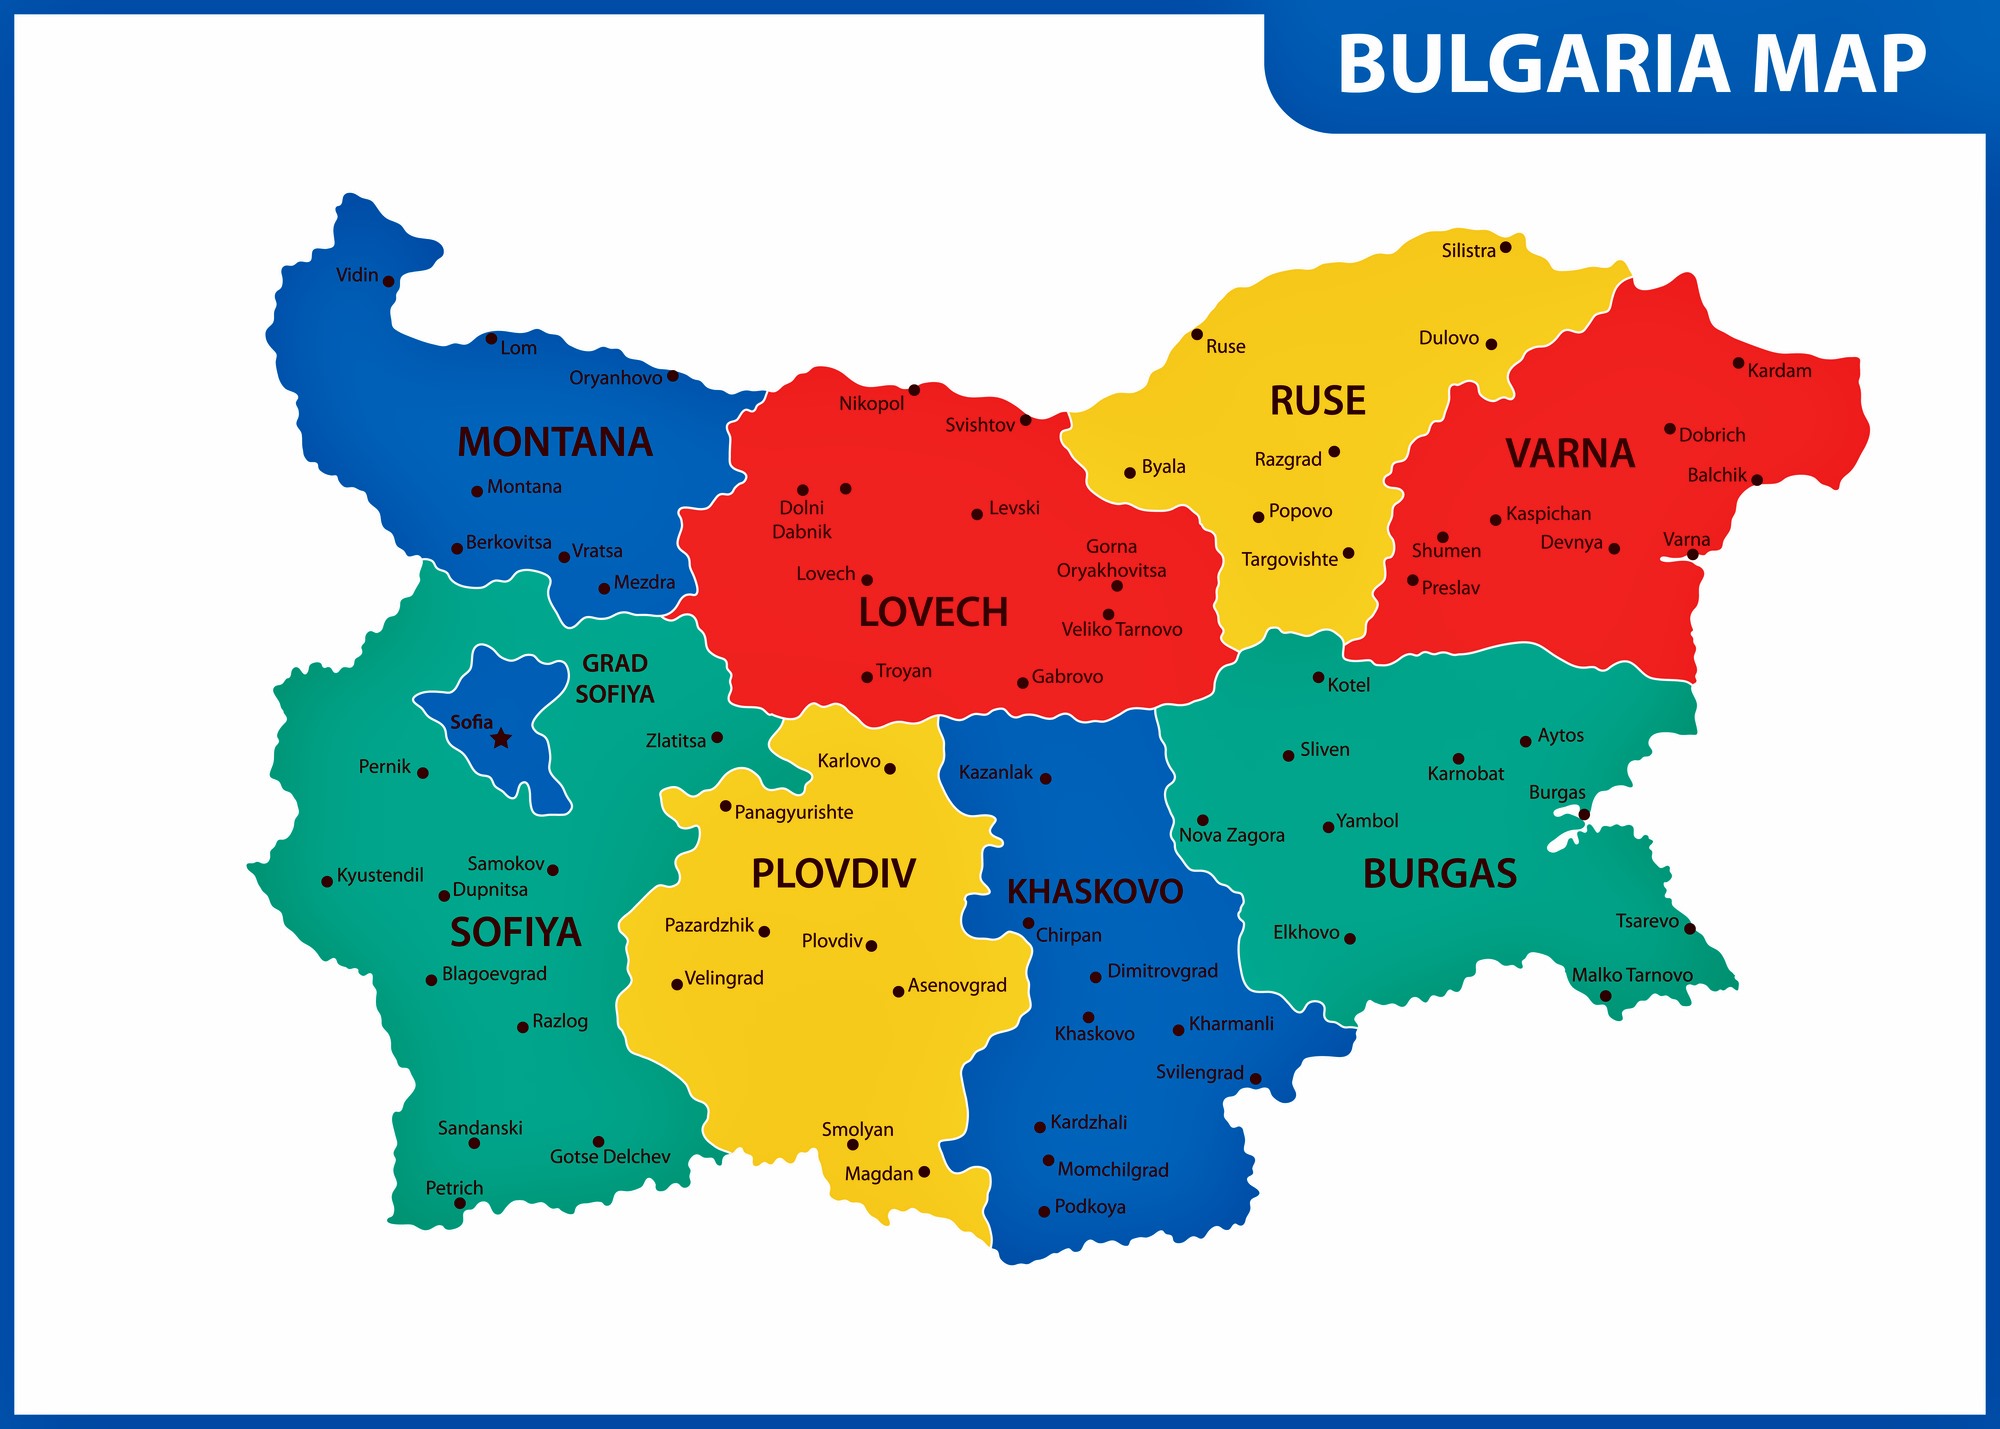 BULGARIA MAP
Silistra
Vidin
Ruse
Dulovo
Lom
Kardam
Oryanhovo
RUSE
Nikopol
Svishtov
MONTANA
Dobrich
VARNA
Byala
Razgrad
Balchik
Montana
Dolni
Dabnik
Levski
Popovo
Kaspichan
Berkovitsa
Vratsa
Gorna
Oryakhovitsa
Targovishte
Shumen
Devnya
Varna
Mezdra
Lovech
LOVECH
Preslav
Veliko Tarnovo
GRAD
SOFIYA
Troyan
Gabrovo
Kotel
Sofia
Zlatitsa
Karlovo
Kazanlak
Sliven
Aytos
Karnobat
Pernik
Burgas
Panagyurishte
Nova Zagora
Yambol
Samokov
Kyustendil
Dupnitsa
PLOVDIV
KHASKOVO
BURGAS
SOFIYA
Pazardzhik
Plovdiv
Chirpan
Elkhovo
Tsarevo
Blagoevgrad
Velingrad
Asenovgrad
Dimitrovgrad
Malko Tarnovo
Razlog
Khaskovo
Kharmanli
Svilengrad
Sandanski
Smolyan
Kardzhali
Gotse Delchev
Magdan
Momchilgrad
Petrich
Podkoya